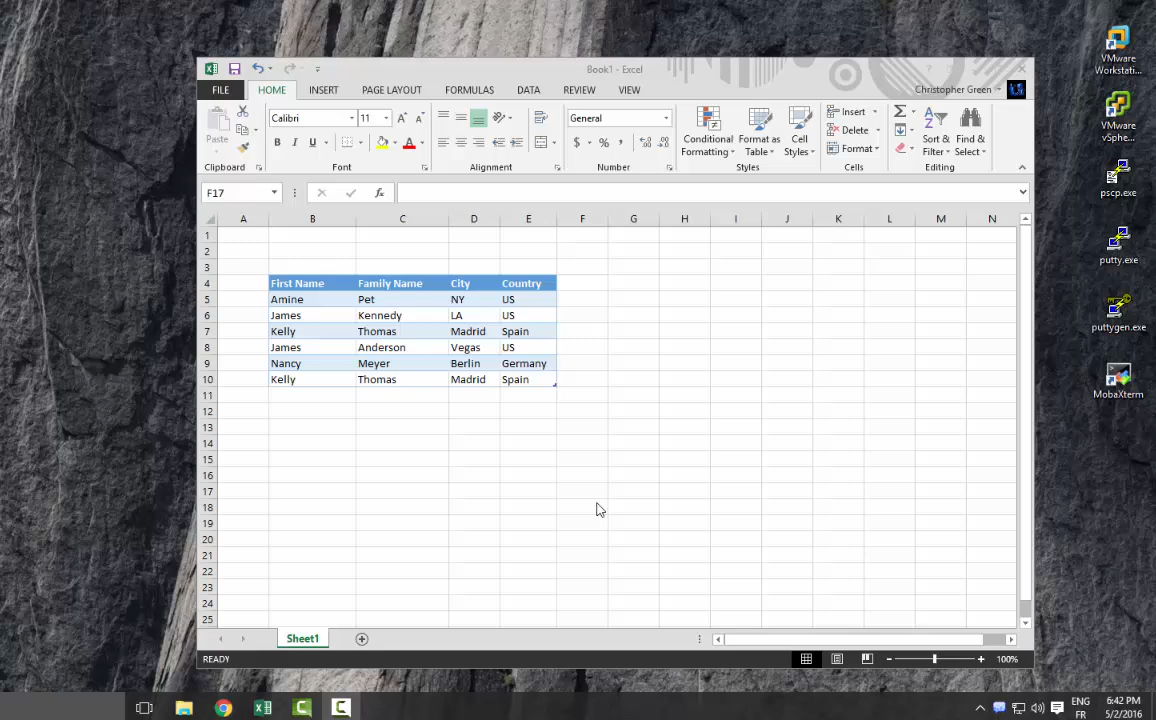 Book1 - Excel
FILE HOME INSERT PAGE LAYOUT FORMULAS DATA REVIEW VIEW Christopher Green
Paste
Clipboard
Calibri 11
B I U
Font
Alignment
General
$ % ,
Number
Conditional Formatting
Format as Table
Cell Styles
Styles
Insert
Delete
Format
Cells
Sort & Filter
Find & Select
Editing
F17
fx
A B C D E F G H I J K L M N
1
2
3
4 First Name Family Name City Country
5 Amine Pet NY US
6 James Kennedy LA US
7 Kelly Thomas Madrid Spain
8 James Anderson Vegas US
9 Nancy Meyer Berlin Germany
10 Kelly Thomas Madrid Spain
11
12
13
14
15
16
17
18
19
20
21
22
23
24
25
Sheet1
READY 100%
VMware
Workstati...
VMware
vSphe...
pscp.exe
putty.exe
puttygen.exe
MobaXterm
ENG
FR
6:42 PM
5/2/2016